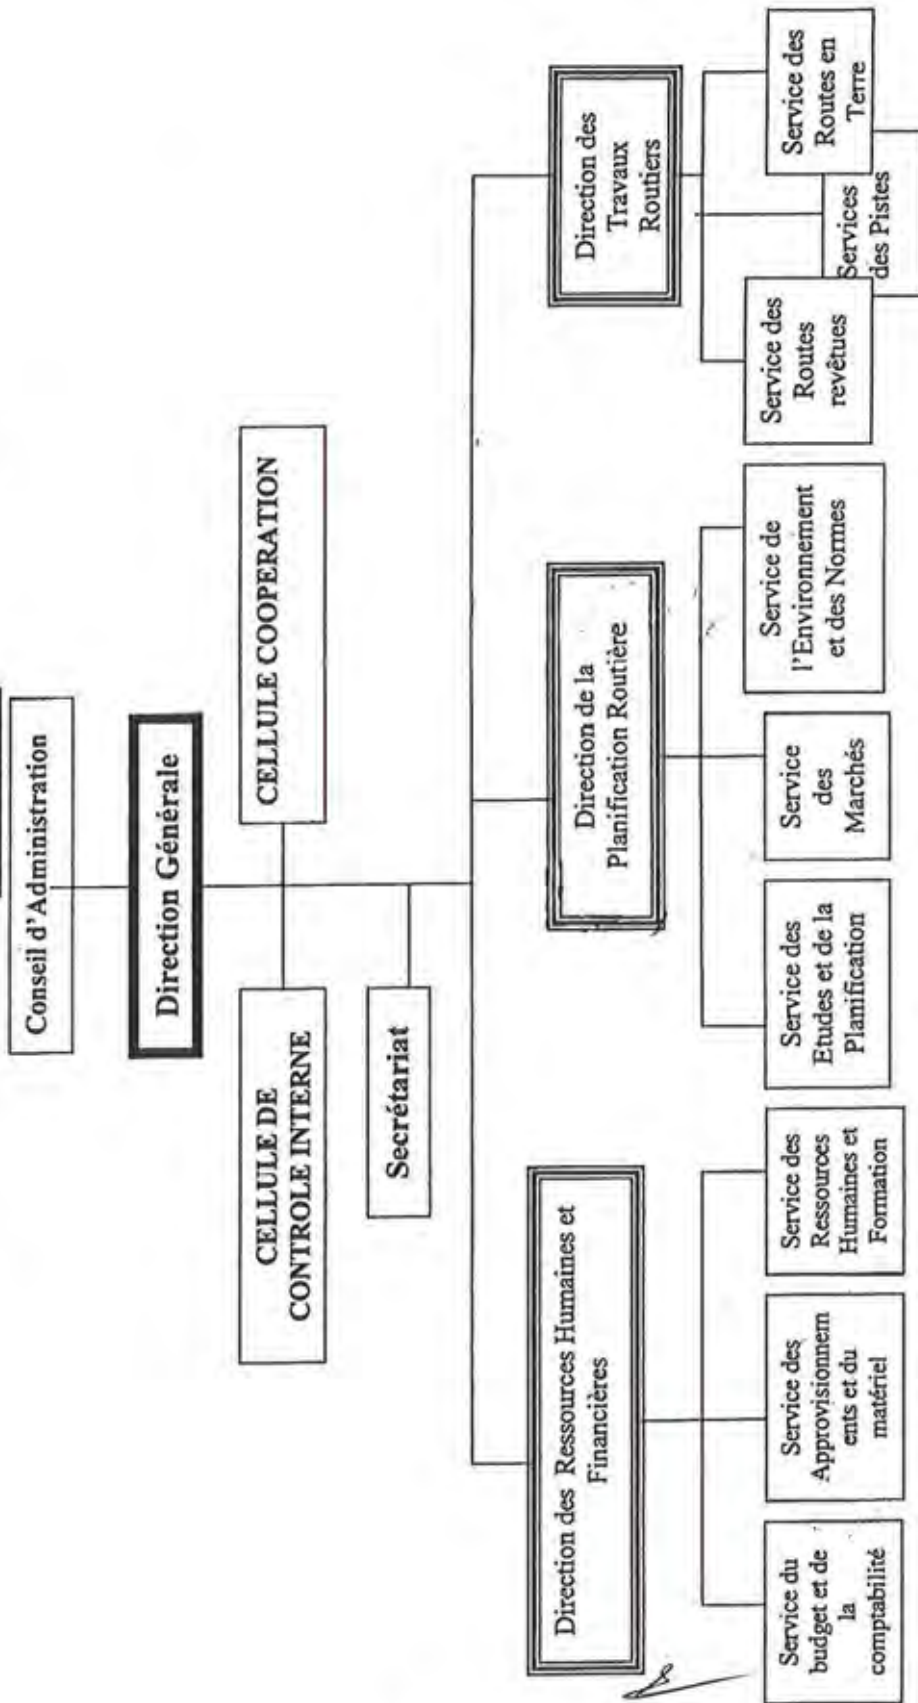 Conseil d'Administration
Direction Générale
CELLULE DE
CONTROLE INTERNE
CELLULE COOPERATION
Secrétariat
Direction des Ressources Humaines et
Financières
Direction de la
Planification Routière
Direction des
Travaux
Routiers
Service du
budget et de
la
comptabilité
Service des
Approvisionnem
ents et du
matériel
Service des
Ressources
Humaines et
Formation
Service des
Etudes et de la
Planification
Service
des
Marchés
Service de
l'Environnement
et des Normes
Service des
Routes
revêtues
Services
des Pistes
Service des
Routes en
Terre